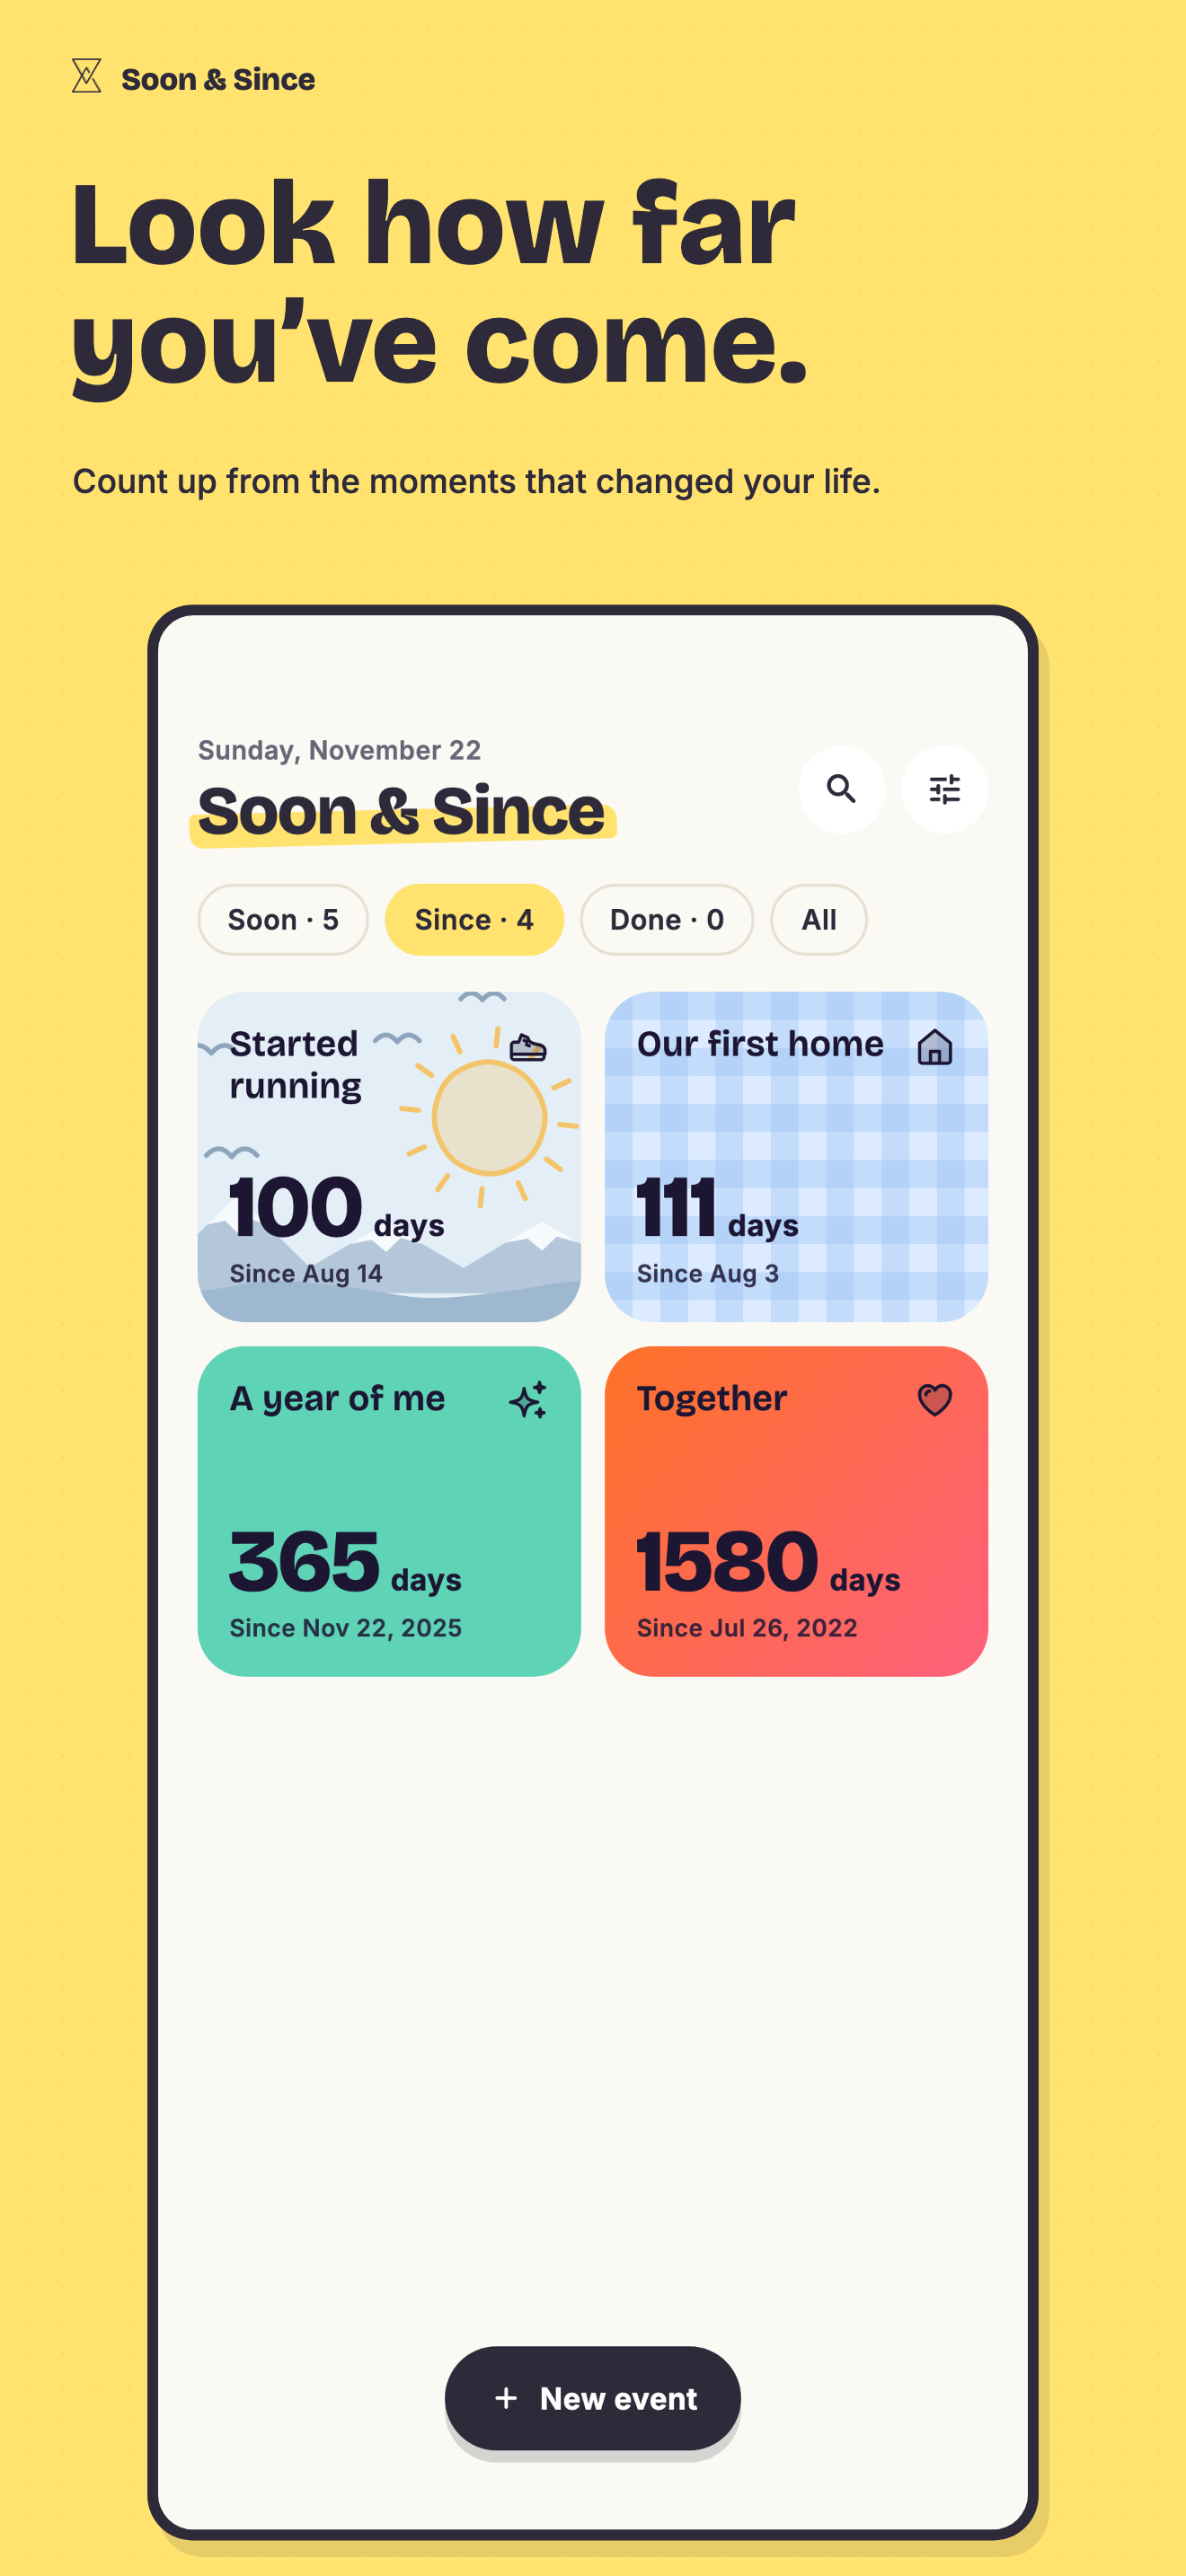 Soon & Since
Look how far
you’ve come.
Count up from the moments that changed your life.
Sunday, November 22
Soon & Since
Soon · 5
Since · 4
Done · 0
All
Started
running
100 days
Since Aug 14
Our first home
111 days
Since Aug 3
A year of me
365 days
Since Nov 22, 2025
Together
1580 days
Since Jul 26, 2022
+ New event